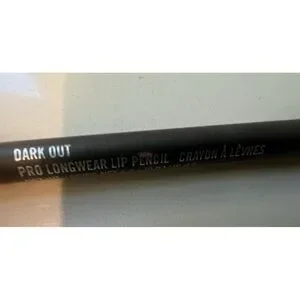 DARK OUT
PRO LONGWEAR LIP PENCIL CRAYON À LÈVRES